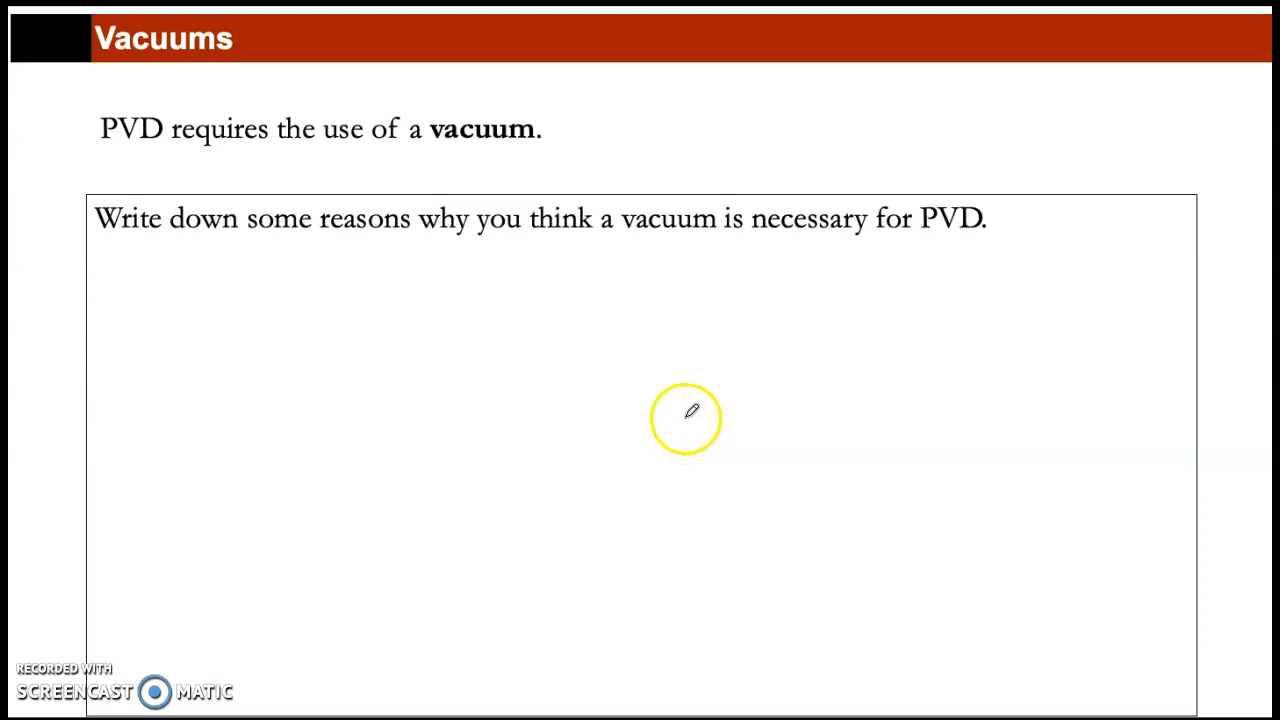 Vacuums
PVD requires the use of a vacuum.
Write down some reasons why you think a vacuum is necessary for PVD.
RECORDED WITH
SCREENCAST MATIC